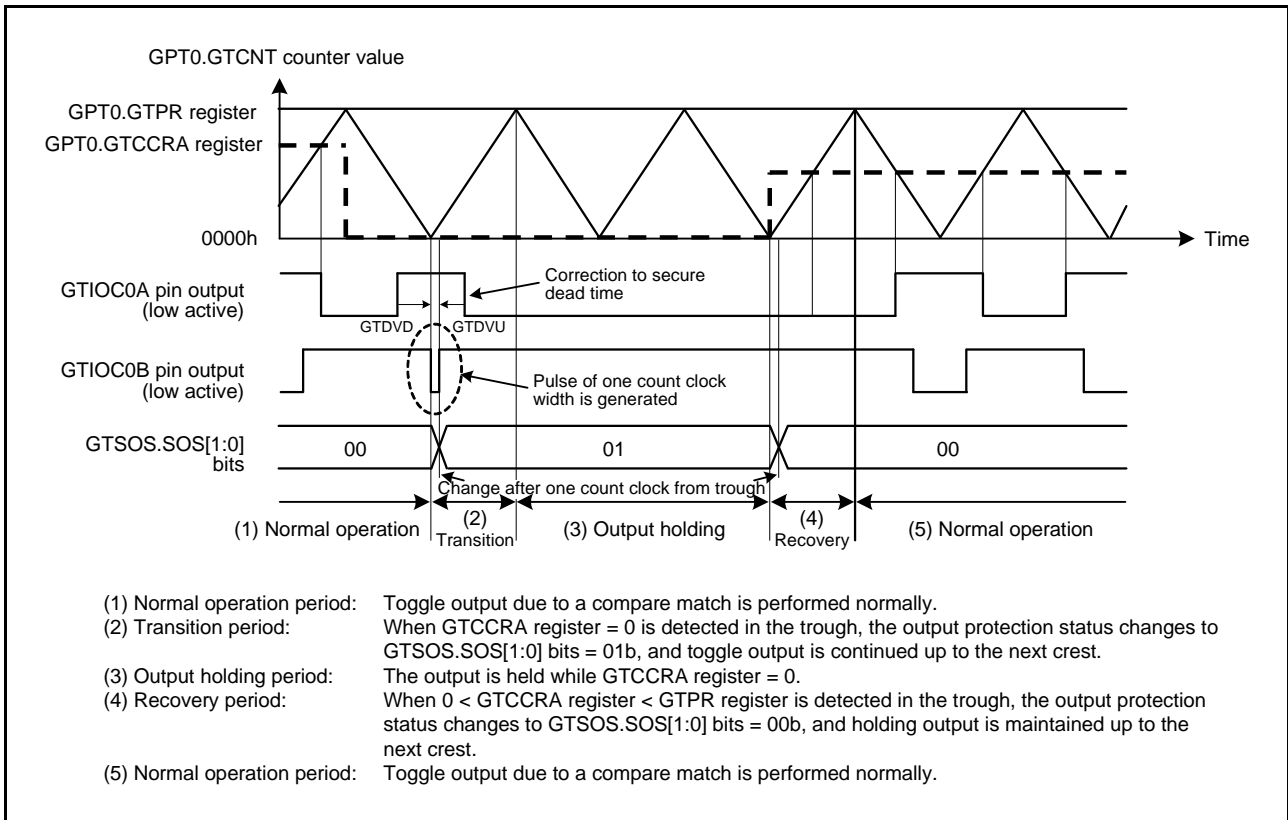 GPT0.GTCNT counter value
GPT0.GTPR register
GPT0.GTCCRA register
0000h
Time
GTIOC0A pin output
(low active)
Correction to secure
dead time
GTDVD
GTDVU
GTIOC0B pin output
(low active)
Pulse of one count clock
width is generated
GTSOS.SOS[1:0]
bits
00
01
00
Change after one count clock from trough
(1) Normal operation
(2)
Transition
(3) Output holding
(4)
Recovery
(5) Normal operation
(1) Normal operation period: Toggle output due to a compare match is performed normally.
(2) Transition period: When GTCCRA register = 0 is detected in the trough, the output protection status changes to
GTSOS.SOS[1:0] bits = 01b, and toggle output is continued up to the next crest.
(3) Output holding period: The output is held while GTCCRA register = 0.
(4) Recovery period: When 0 < GTCCRA register < GTPR register is detected in the trough, the output protection
status changes to GTSOS.SOS[1:0] bits = 00b, and holding output is maintained up to the
next crest.
(5) Normal operation period: Toggle output due to a compare match is performed normally.